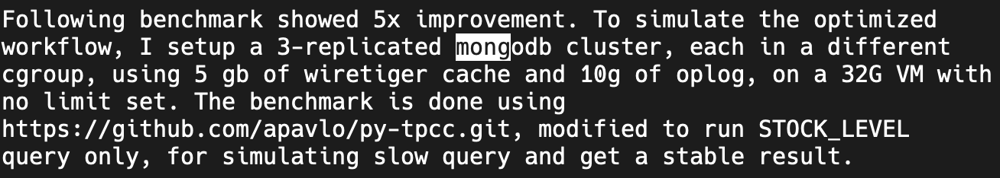 Following benchmark showed 5x improvement. To simulate the optimized
workflow, I setup a 3-replicated mongodb cluster, each in a different
cgroup, using 5 gb of wiretiger cache and 10g of oplog, on a 32G VM with
no limit set. The benchmark is done using
https://github.com/apavlo/py-tpcc.git, modified to run STOCK_LEVEL
query only, for simulating slow query and get a stable result.